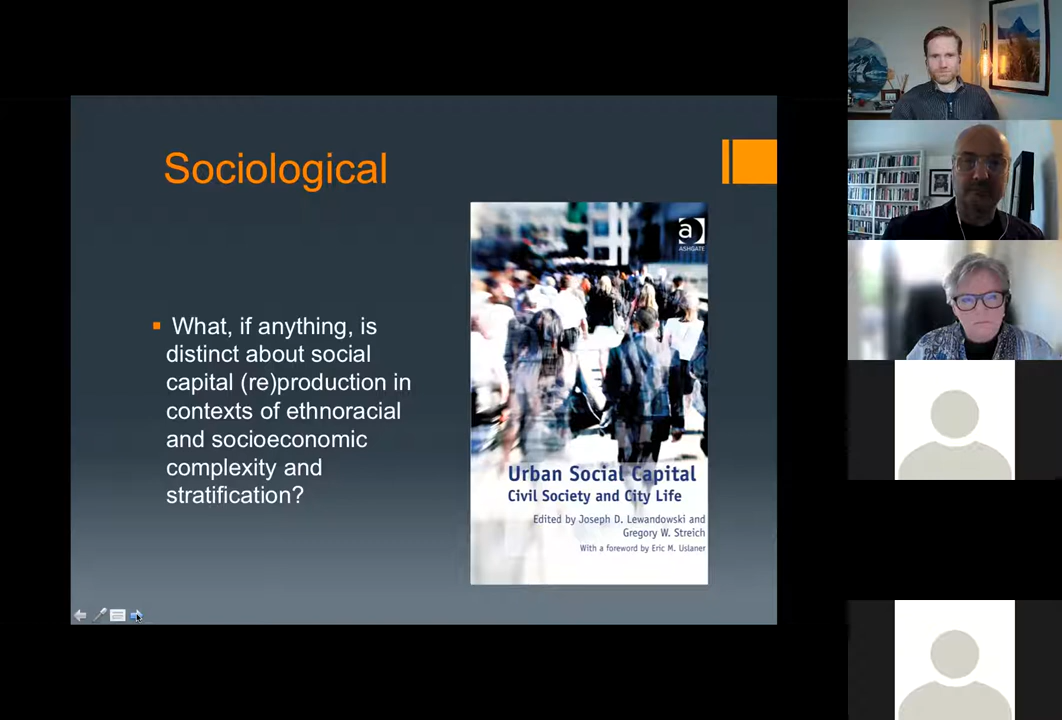 Sociological
What, if anything, is
distinct about social
capital (re)production in
contexts of ethnoracial
and socioeconomic
complexity and
stratification?
a
ASHGATE
Urban Social Capital
Civil Society and City Life
Edited by Joseph D. Lewandowski and
Gregory W. Streich
With a foreword by Eric M. Uslaner